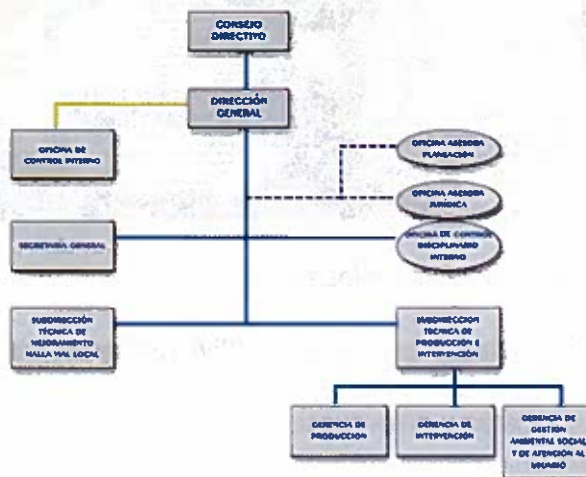 CONSEJO
DIRECTIVO
DIRECCIÓN
GENERAL
OFICINA DE
CONTROL INTERNO
OFICINA ASESORA
PLANEACIÓN
OFICINA ASESORA
JURÍDICA
SECRETARÍA GENERAL
OFICINA DE CONTROL
DISCIPLINARIO
INTERNO
SUBDIRECCIÓN
TÉCNICA DE
MEJORAMIENTO
MALLA VIAL LOCAL
SUBDIRECCIÓN
TÉCNICA DE
PRODUCCIÓN E
INTERVENCIÓN
GERENCIA DE
PRODUCCIÓN
GERENCIA DE
INTERVENCIÓN
GERENCIA DE
GESTIÓN
AMBIENTAL SOCIAL
Y DE ATENCIÓN AL
USUARIO